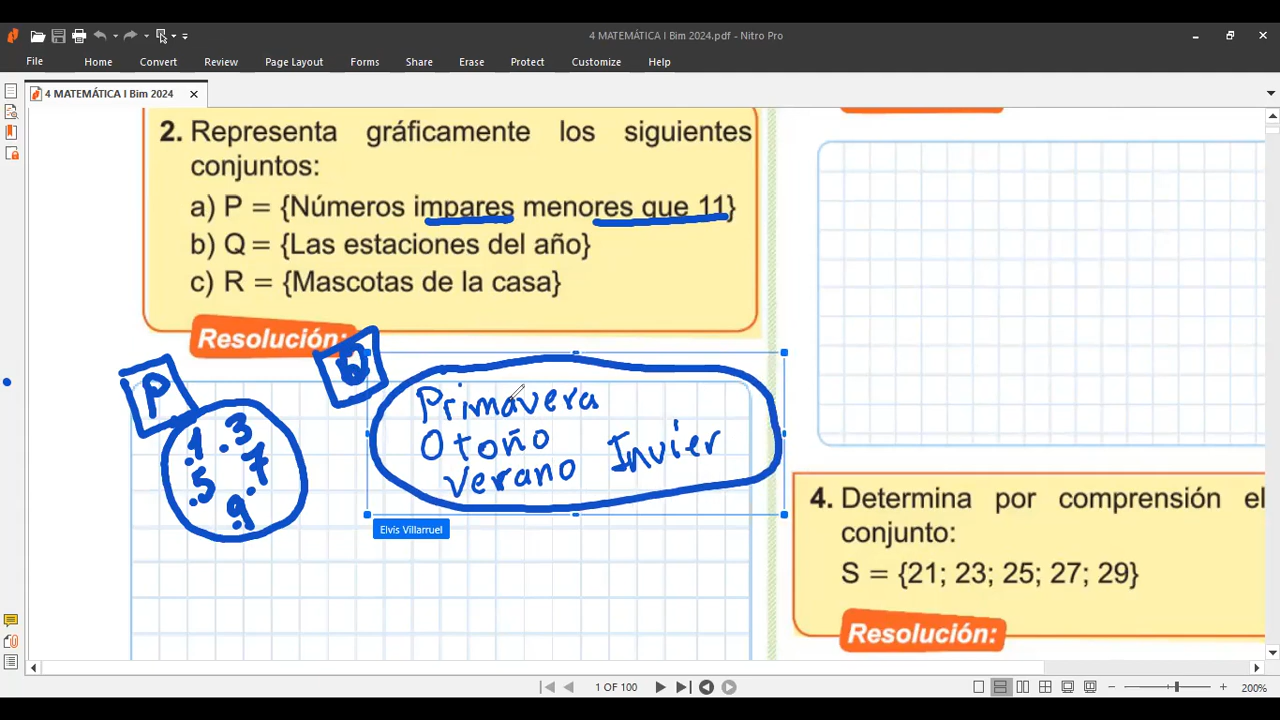 4 MATEMÁTICA I Bim 2024.pdf - Nitro Pro
File Home Convert Review Page Layout Forms Share Erase Protect Customize Help
4 MATEMÁTICA I Bim 2024
2. Representa gráficamente los siguientes
conjuntos:
a) P = {Números impares menores que 11}
b) Q = {Las estaciones del año}
c) R = {Mascotas de la casa}
Resolución:
P
.1 .3
.5 .7
.9
Primavera
Otoño Invier
Verano
Elvis Villarruel
4. Determina por comprensión el
conjunto:
S = {21; 23; 25; 27; 29}
Resolución:
1 OF 100
200%